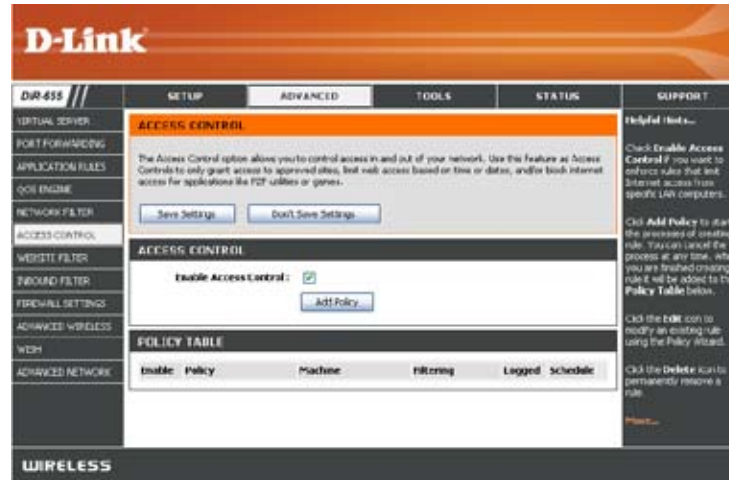 D-Link
DIR-655
SETUP
ADVANCED
TOOLS
STATUS
SUPPORT
VIRTUAL SERVER
PORT FORWARDING
APPLICATION RULES
QOS ENGINE
NETWORK FILTER
ACCESS CONTROL
WEBSITE FILTER
INBOUND FILTER
FIREWALL SETTINGS
ADVANCED WIRELESS
WISH
ADVANCED NETWORK
ACCESS CONTROL
The Access Control option allows you to control access in and out of your network. Use this feature as Access
Controls to only grant access to approved sites, limit web access based on time or dates, and/or block internet
access for applications like P2P utilities or games.
Save Settings
Don't Save Settings
ACCESS CONTROL
Enable Access Control :
Add Policy
POLICY TABLE
Enable Policy Machine Filtering Logged Schedule
Helpful Hints...
Check Enable Access
Control if you want to
enforce rules that limit
Internet access from
specific LAN computers.
Click Add Policy to star
the processes of creating
rule. You can cancel the
process at any time. Whe
you are finished creating
rule it will be added to th
Policy Table below.
Click the Edit icon to
modify an existing rule
using the Policy Wizard.
Click the Delete icon to
permanently remove a
rule.
More...
WIRELESS